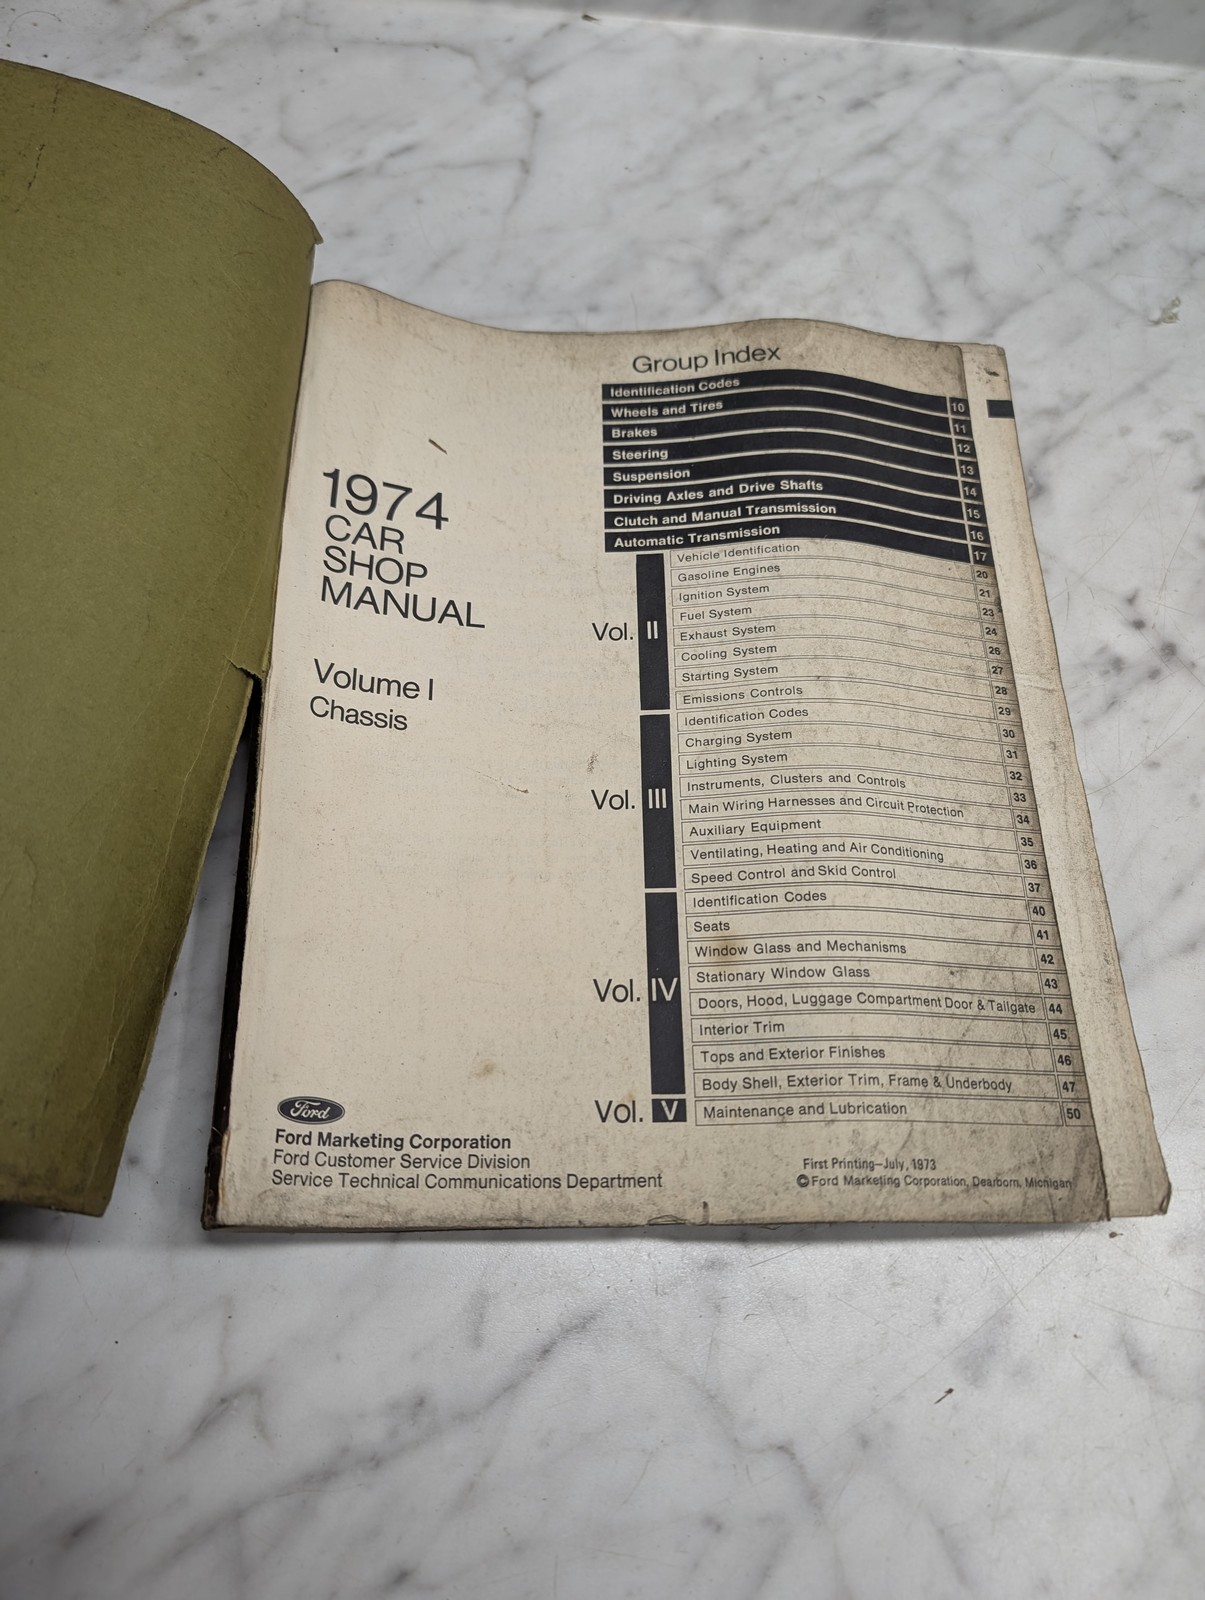 Group Index
Identification Codes 10
Wheels and Tires 11
Brakes 12
Steering 13
Suspension 14
Driving Axles and Drive Shafts 15
Clutch and Manual Transmission 16
Automatic Transmission 17
1974
CAR
SHOP
MANUAL
Volume I
Chassis
Vol. II
Vehicle Identification 20
Gasoline Engines 21
Ignition System 23
Fuel System 24
Exhaust System 26
Cooling System 27
Starting System 28
Emissions Controls 29
Vol. III
Identification Codes 30
Charging System 31
Lighting System 32
Instruments, Clusters and Controls 33
Main Wiring Harnesses and Circuit Protection 34
Auxiliary Equipment 35
Ventilating, Heating and Air Conditioning 36
Speed Control and Skid Control 37
Vol. IV
Identification Codes 40
Seats 41
Window Glass and Mechanisms 42
Stationary Window Glass 43
Doors, Hood, Luggage Compartment Door & Tailgate 44
Interior Trim 45
Tops and Exterior Finishes 46
Body Shell, Exterior Trim, Frame & Underbody 47
Vol. V
Maintenance and Lubrication 50
Ford
Ford Marketing Corporation
Ford Customer Service Division
Service Technical Communications Department
First Printing—July, 1973
© Ford Marketing Corporation, Dearborn, Michigan